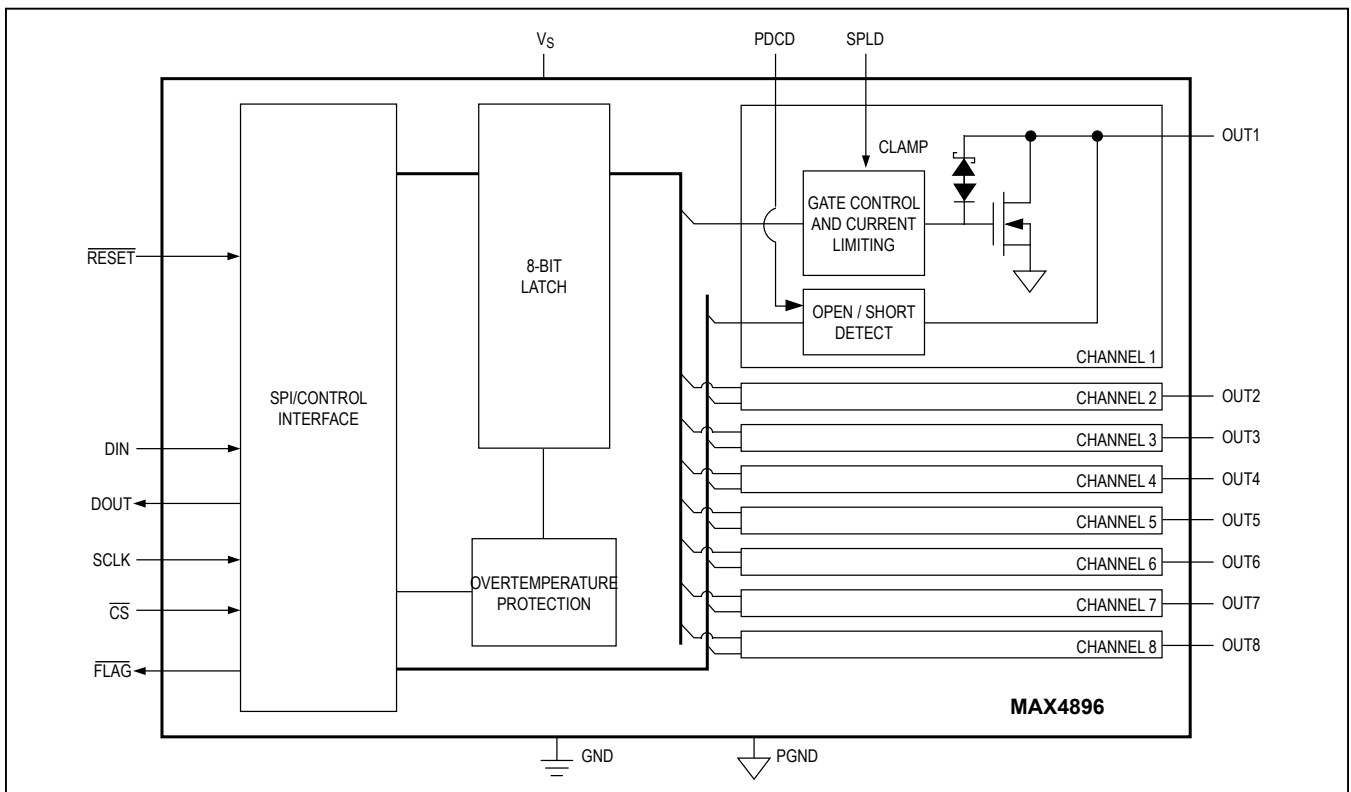 VS
PDCD
SPLD
RESET
DIN
DOUT
SCLK
CS
FLAG
SPI/CONTROL
INTERFACE
8-BIT
LATCH
OVERTEMPERATURE
PROTECTION
CLAMP
GATE CONTROL
AND CURRENT
LIMITING
OPEN / SHORT
DETECT
CHANNEL 1
OUT1
CHANNEL 2
OUT2
CHANNEL 3
OUT3
CHANNEL 4
OUT4
CHANNEL 5
OUT5
CHANNEL 6
OUT6
CHANNEL 7
OUT7
CHANNEL 8
OUT8
MAX4896
GND
PGND